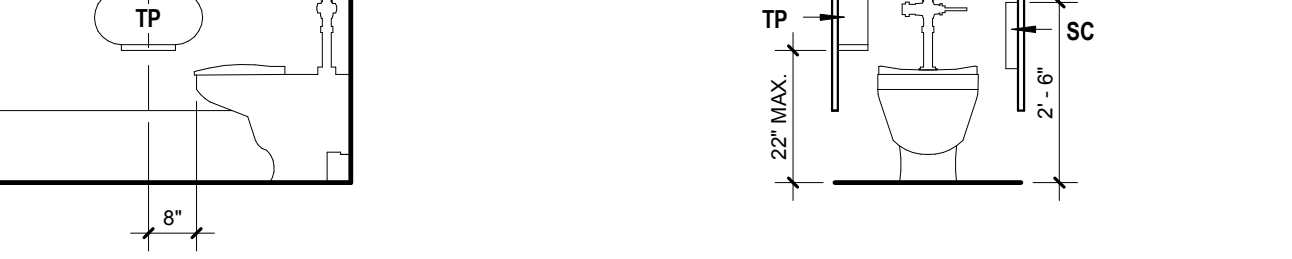 TP
8"
TP
22" MAX.
SC
2' - 6"